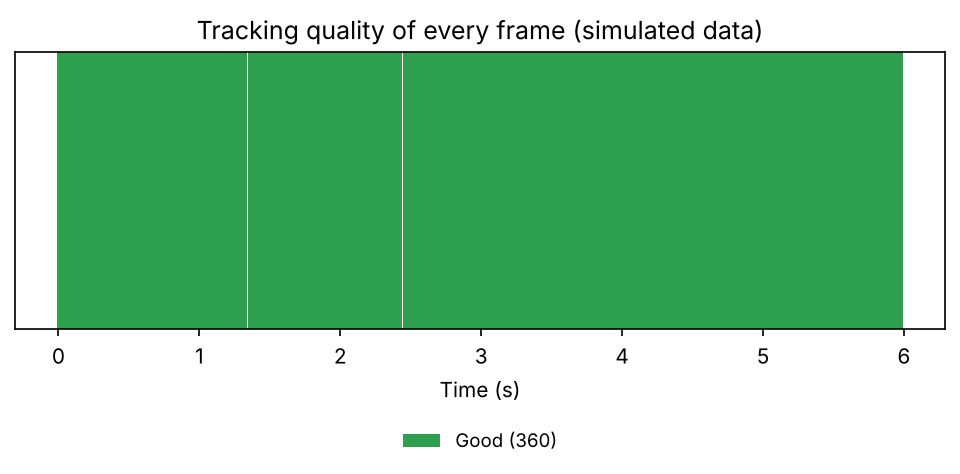 Tracking quality of every frame (simulated data)
0 1 2 3 4 5 6
Time (s)
Good (360)